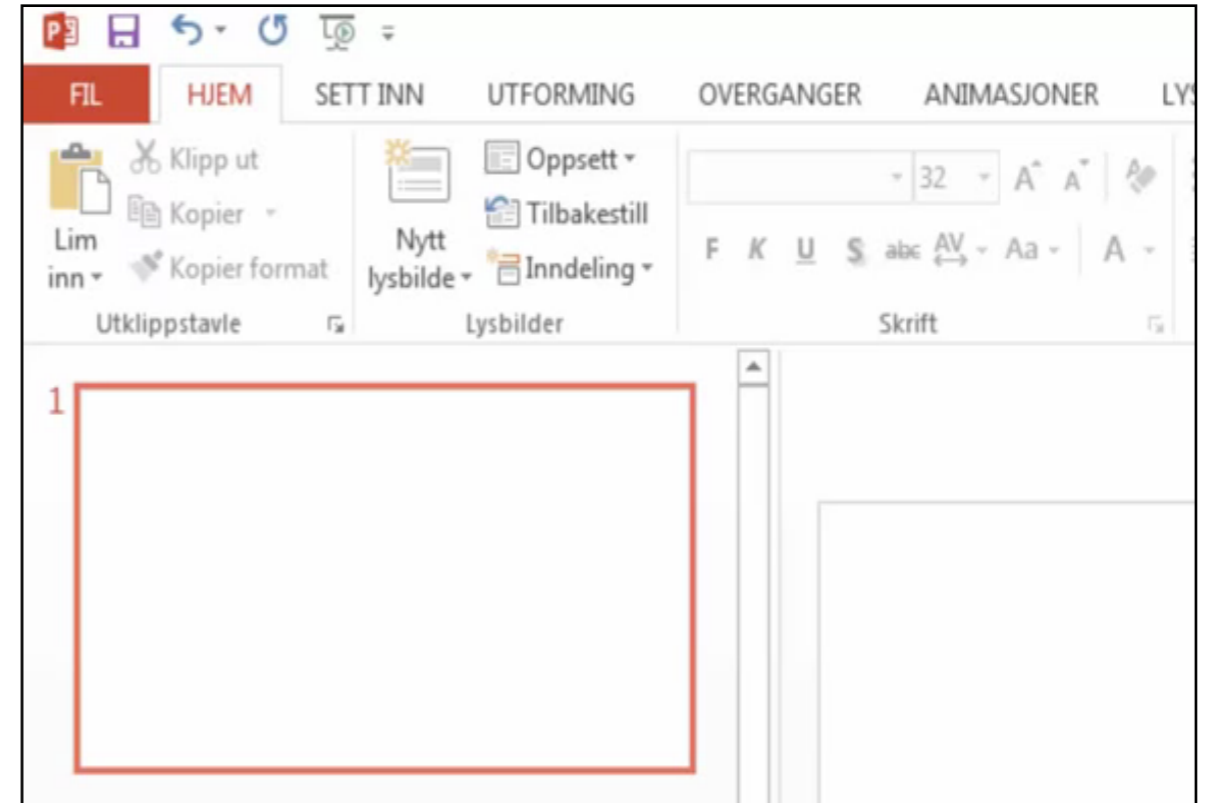 FIL HJEM SETT INN UTFORMING OVERGANGER ANIMASJONER LYS
Klipp ut
Kopier
Kopier format
Lim
inn
Utklippstavle
Nytt
lysbilde
Oppsett
Tilbakestill
Inndeling
Lysbilder
32 A A A
F K U S abc AV Aa A
Skrift
1